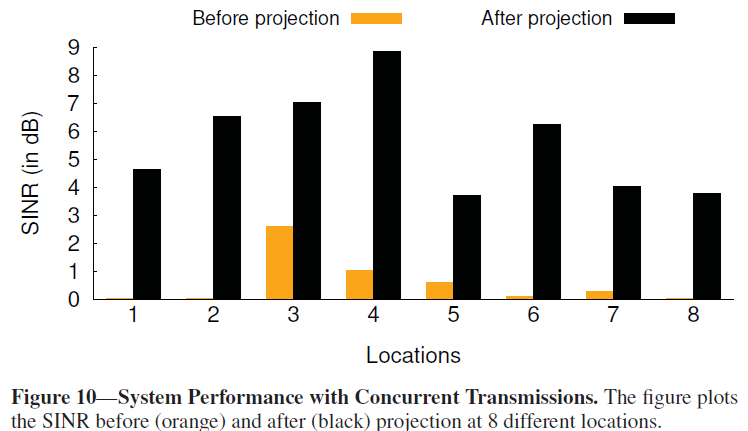 Before projection After projection
9
8
7
6
5
4
3
2
1
0
SINR (in dB)
1 2 3 4 5 6 7 8
Locations
Figure 10—System Performance with Concurrent Transmissions. The figure plots
the SINR before (orange) and after (black) projection at 8 different locations.